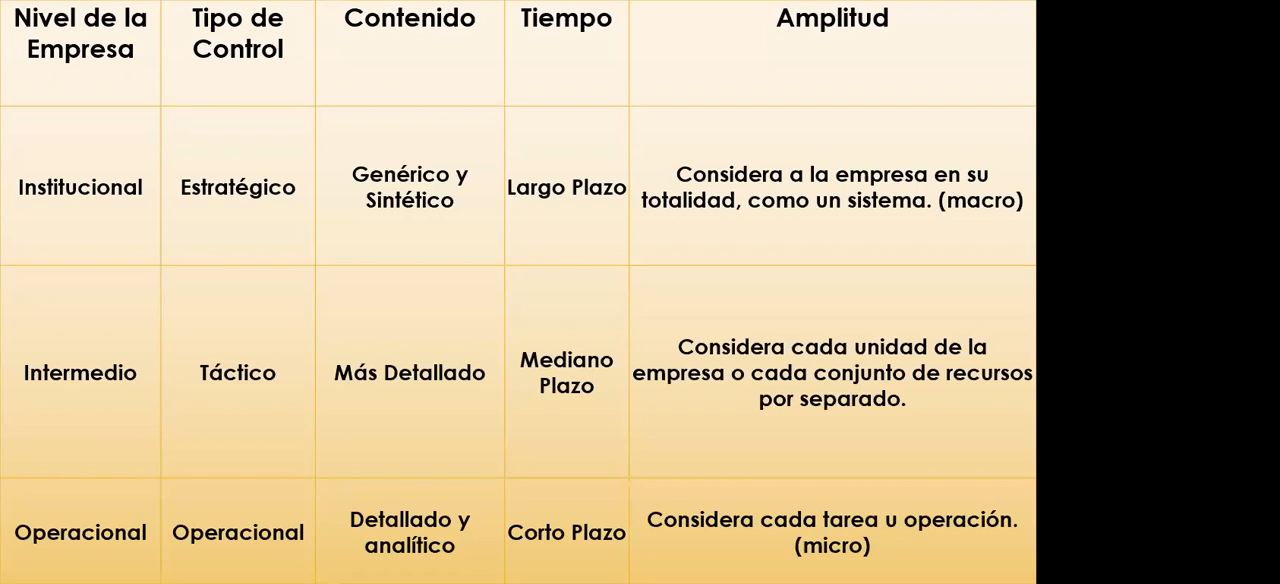 Nivel de la
Empresa
Tipo de
Control
Contenido
Tiempo
Amplitud
Institucional
Estratégico
Genérico y
Sintético
Largo Plazo
Considera a la empresa en su
totalidad, como un sistema. (macro)
Intermedio
Táctico
Más Detallado
Mediano
Plazo
Considera cada unidad de la
empresa o cada conjunto de recursos
por separado.
Operacional
Operacional
Detallado y
analítico
Corto Plazo
Considera cada tarea u operación.
(micro)